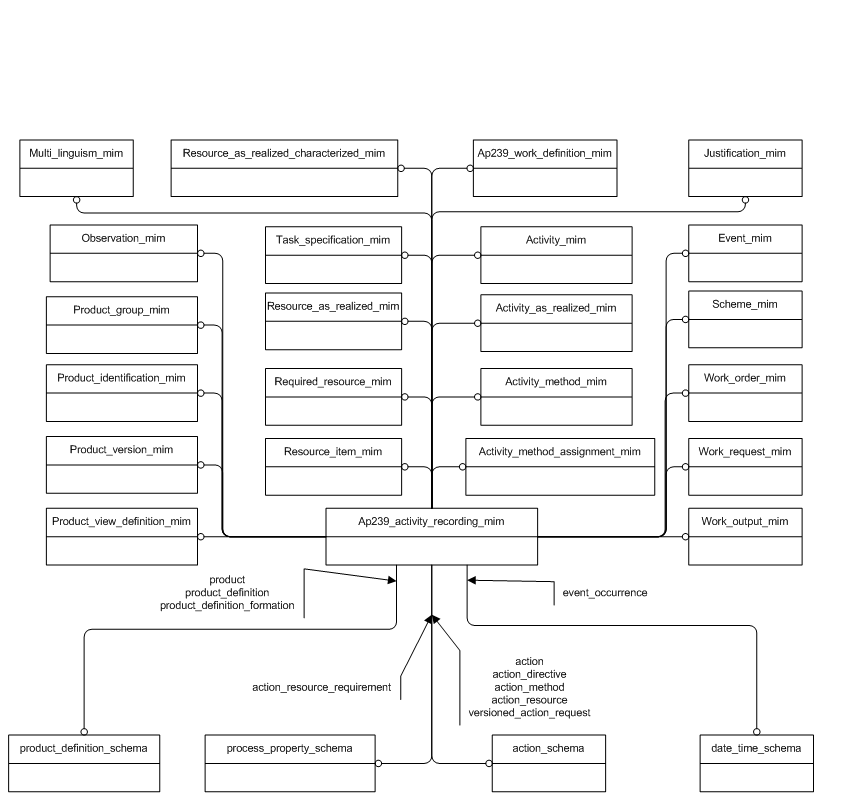 Multi_linguism_mim
Resource_as_realized_characterized_mim
Ap239_work_definition_mim
Justification_mim
Observation_mim
Task_specification_mim
Activity_mim
Event_mim
Product_group_mim
Resource_as_realized_mim
Activity_as_realized_mim
Scheme_mim
Product_identification_mim
Required_resource_mim
Activity_method_mim
Work_order_mim
Product_version_mim
Resource_item_mim
Activity_method_assignment_mim
Work_request_mim
Product_view_definition_mim
Ap239_activity_recording_mim
Work_output_mim
product
product_definition
product_definition_formation
event_occurrence
action_resource_requirement
action
action_directive
action_method
action_resource
versioned_action_request
product_definition_schema
process_property_schema
action_schema
date_time_schema